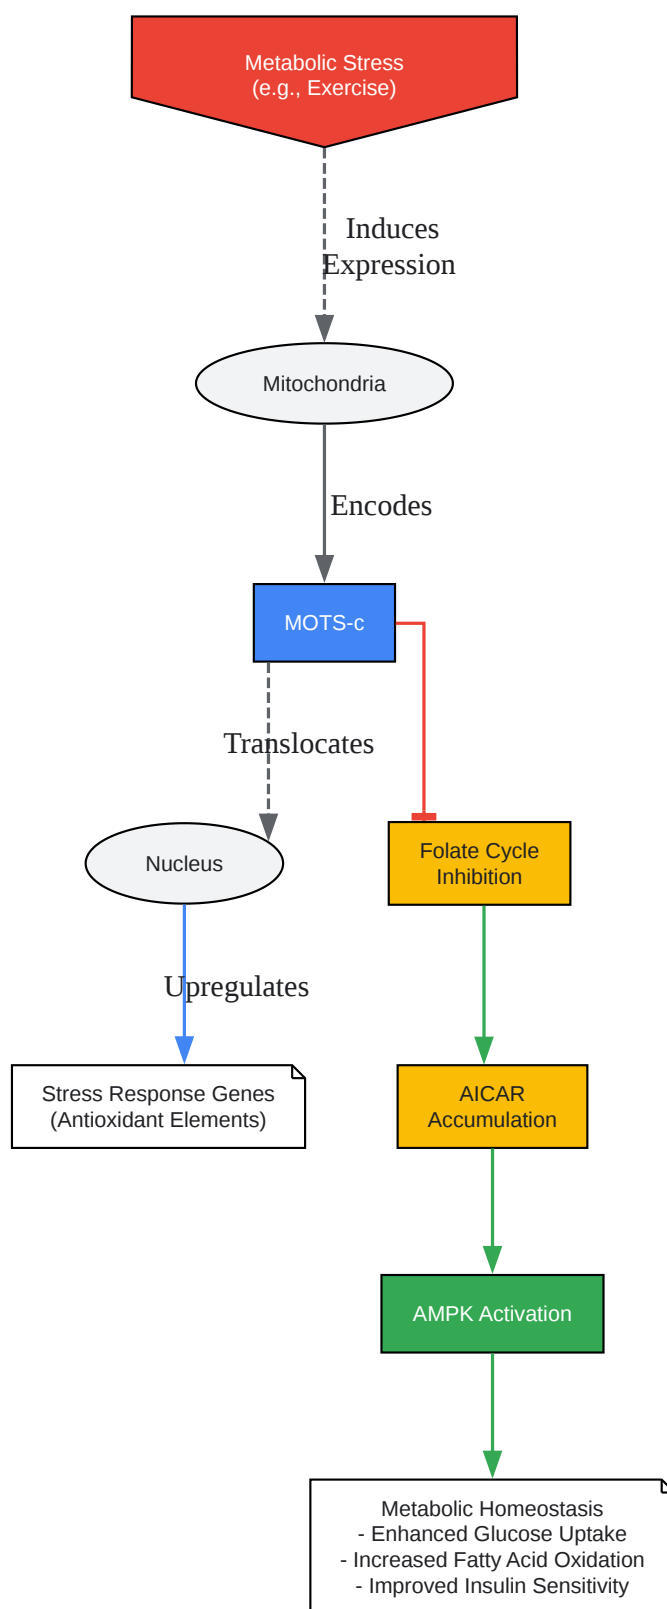 Metabolic Stress
(e.g., Exercise)
Induces
Expression
Mitochondria
Encodes
MOTS-c
Translocates
Nucleus
Folate Cycle
Inhibition
Upregulates
Stress Response Genes
(Antioxidant Elements)
AICAR
Accumulation
AMPK Activation
Metabolic Homeostasis
- Enhanced Glucose Uptake
- Increased Fatty Acid Oxidation
- Improved Insulin Sensitivity